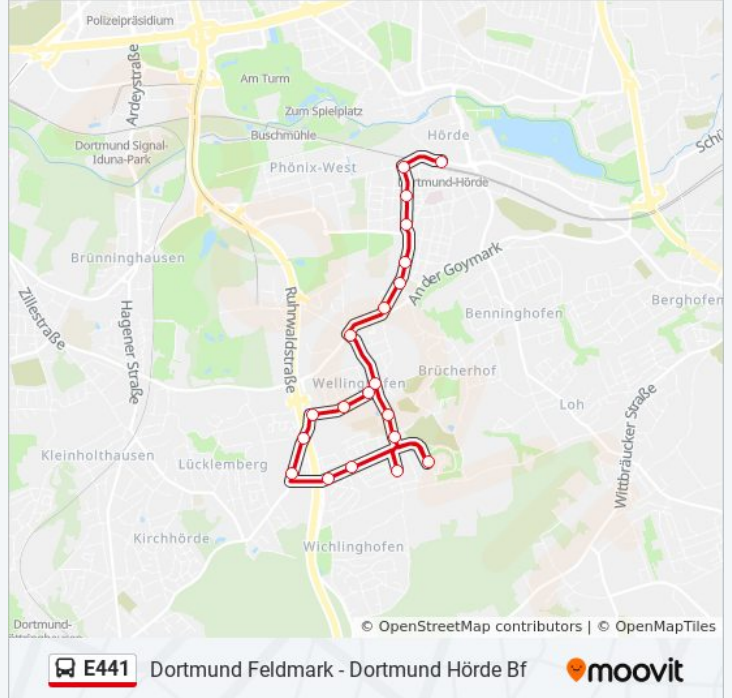 Polizeipräsidium
Ardeystraße
Am Turm
Zum Spielplatz
Buschmühle
Hörde
Dortmund Signal-
Iduna-Park
Phönix-West
Dortmund-Hörde
Schü
Brünninghausen
An der Goymark
Zillestraße
Hagener Straße
Ruhrwaldstraße
Berghofen
Benninghofen
Wellinghofen
Brücherhof
Loh
Wittbräucker Straße
Kleinholthausen
Lücklemberg
Kirchhörde
Wichlinghofen
Dortmund-
© OpenStreetMap contributors | © OpenMapTiles
E441 Dortmund Feldmark - Dortmund Hörde Bf moovit